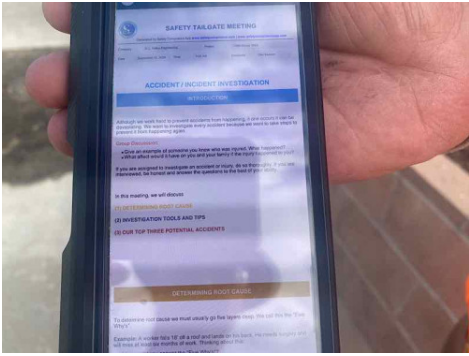 SAFETY TAILGATE MEETING
ACCIDENT / INCIDENT INVESTIGATION
INTRODUCTION
Although we work hard to prevent accidents from happening, if one occurs it can be
devastating. We want to investigate every accident because we want to take steps to
prevent it from happening again.
Group Discussion:
Give an example of someone you know who was injured. What happened?
What effect would it have on you and your family if the injury happened to you?
If you are assigned to investigate an accident or injury, do so thoroughly. If you are
interviewed, be honest and answer the questions to the best of your ability.
In this meeting, we will discuss
(1) DETERMINING ROOT CAUSE
(2) INVESTIGATION TOOLS AND TIPS
(3) OUR TOP THREE POTENTIAL ACCIDENTS
DETERMINING ROOT CAUSE
To determine root cause we must usually go five layers deep. We call this the "Five
Why's".
Example: A worker falls 10' off a roof and lands on his back,
will miss at least six months of work. Thinking about this: